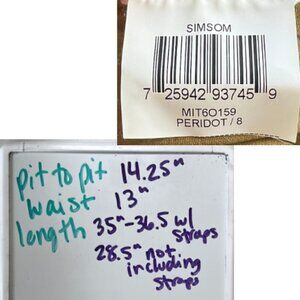 SIMSOM
7 25942 93745 9
MIT6O159
PERIDOT / 8
pit to pit 14.25"
waist 13"
length 35"-36.5 w/
straps
28.5" not
including
straps